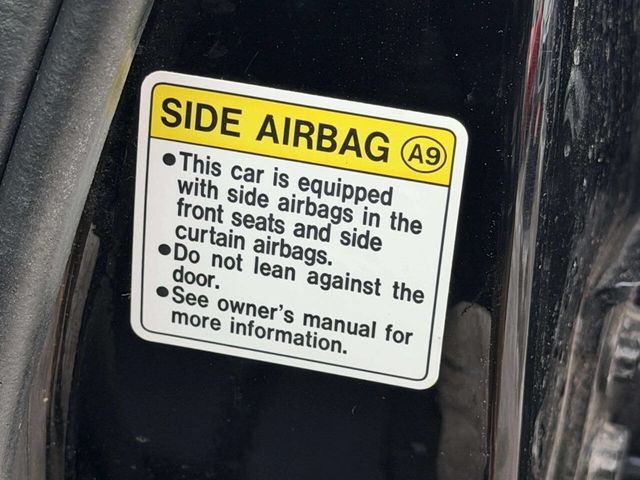 SIDE AIRBAG A9
●This car is equipped
with side airbags in the
front seats and side
curtain airbags.
●Do not lean against the
door.
●See owner's manual for
more information.